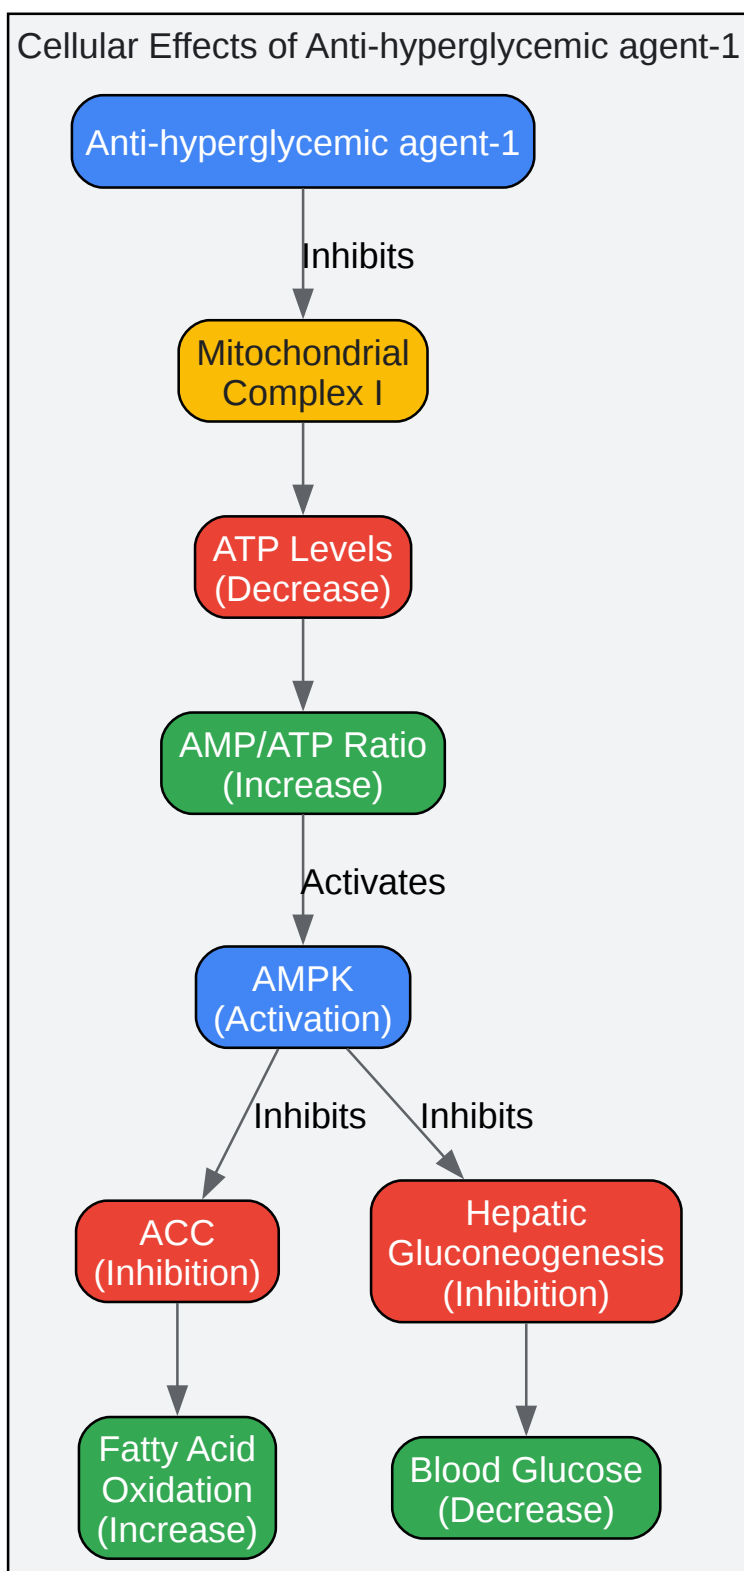 Cellular Effects of Anti-hyperglycemic agent-1
Anti-hyperglycemic agent-1
Inhibits
Mitochondrial
Complex I
ATP Levels
(Decrease)
AMP/ATP Ratio
(Increase)
Activates
AMPK
(Activation)
Inhibits
Inhibits
ACC
(Inhibition)
Hepatic
Gluconeogenesis
(Inhibition)
Fatty Acid
Oxidation
(Increase)
Blood Glucose
(Decrease)